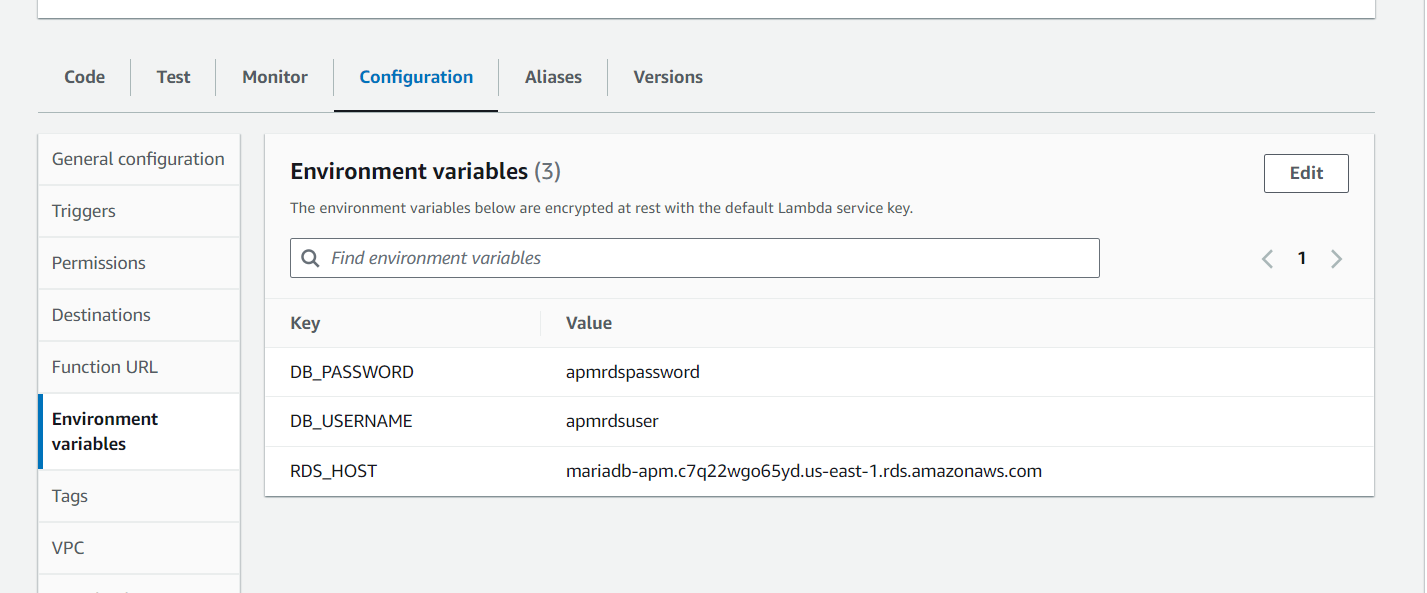 Code Test Monitor Configuration Aliases Versions
General configuration
Triggers
Permissions
Destinations
Function URL
Environment
variables
Tags
VPC
Environment variables (3)
Edit
The environment variables below are encrypted at rest with the default Lambda service key.
Find environment variables
1
Key Value
DB_PASSWORD apmrdspassword
DB_USERNAME apmrdsuser
RDS_HOST mariadb-apm.c7q22wgo65yd.us-east-1.rds.amazonaws.com